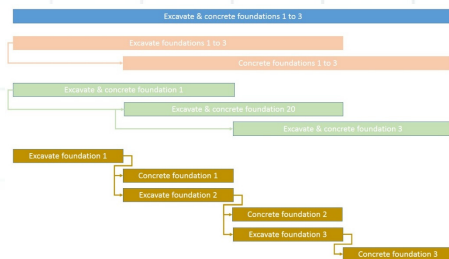 Excavate & concrete foundations 1 to 3
Excavate foundations 1 to 3
Concrete foundations 1 to 3
Excavate & concrete foundation 1
Excavate & concrete foundation 20
Excavate & concrete foundation 3
Excavate foundation 1
Concrete foundation 1
Excavate foundation 2
Concrete foundation 2
Excavate foundation 3
Concrete foundation 3